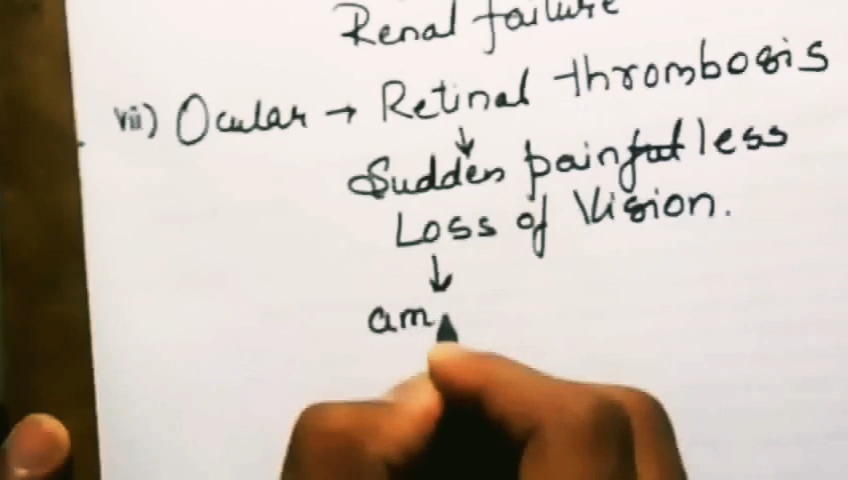 Renal failure
vii) Ocular → Retinal thrombosis
↓
Sudden painless
Loss of Vision.
↓
am